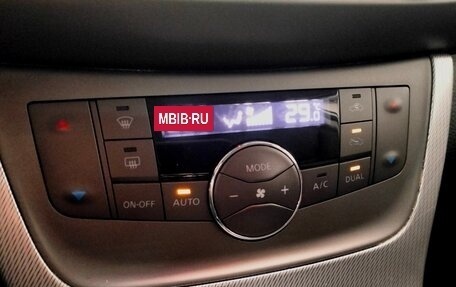 MBIB·RU
29.0
°C
MODE
− +
ON·OFF
AUTO
A/C
DUAL